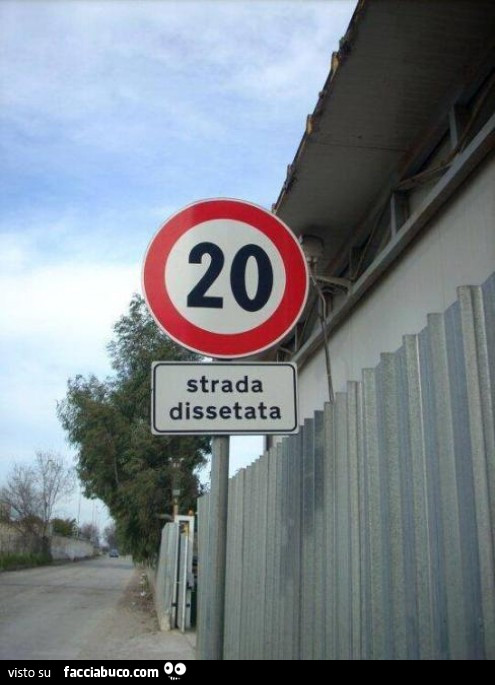 20
strada
dissetata
visto su facciabuco.com